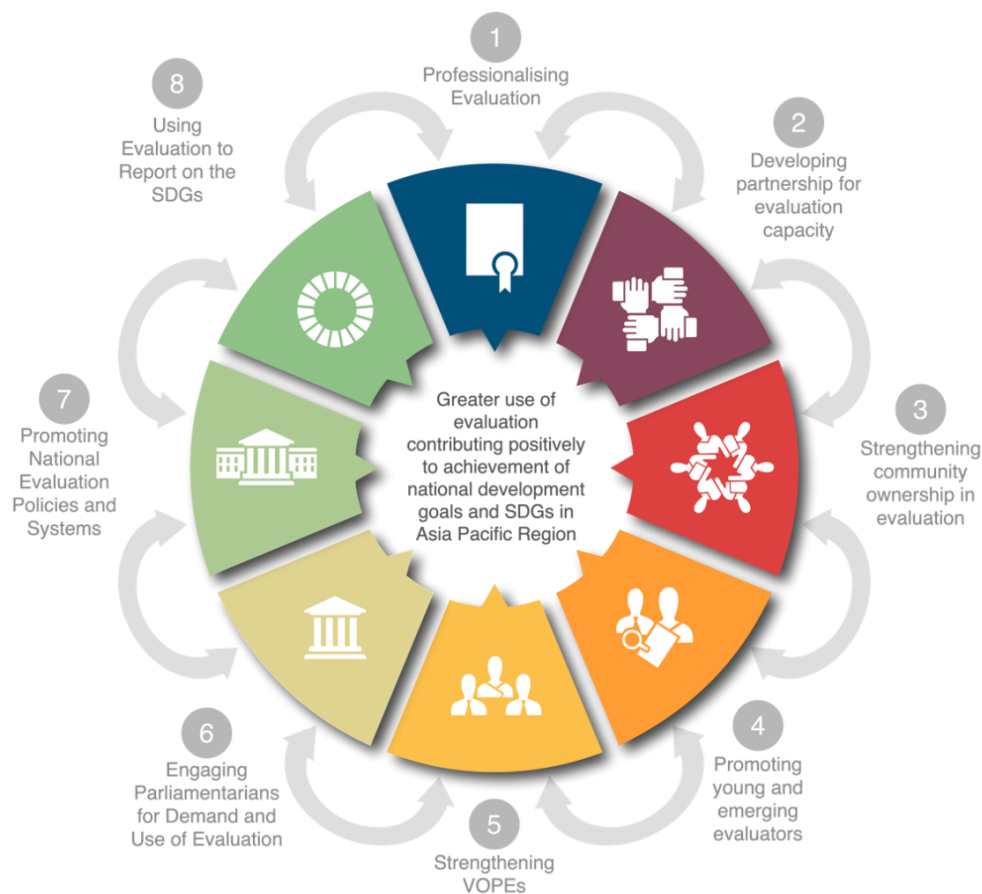 1
Professionalising
Evaluation
2
Developing
partnership for
evaluation
capacity
3
Strengthening
community
ownership in
evaluation
4
Promoting
young and
emerging
evaluators
5
Strengthening
VOPEs
6
Engaging
Parliamentarians
for Demand and
Use of Evaluation
7
Promoting
National
Evaluation
Policies and
Systems
8
Using
Evaluation to
Report on the
SDGs
Greater use of
evaluation
contributing positively
to achievement of
national development
goals and SDGs in
Asia Pacific Region